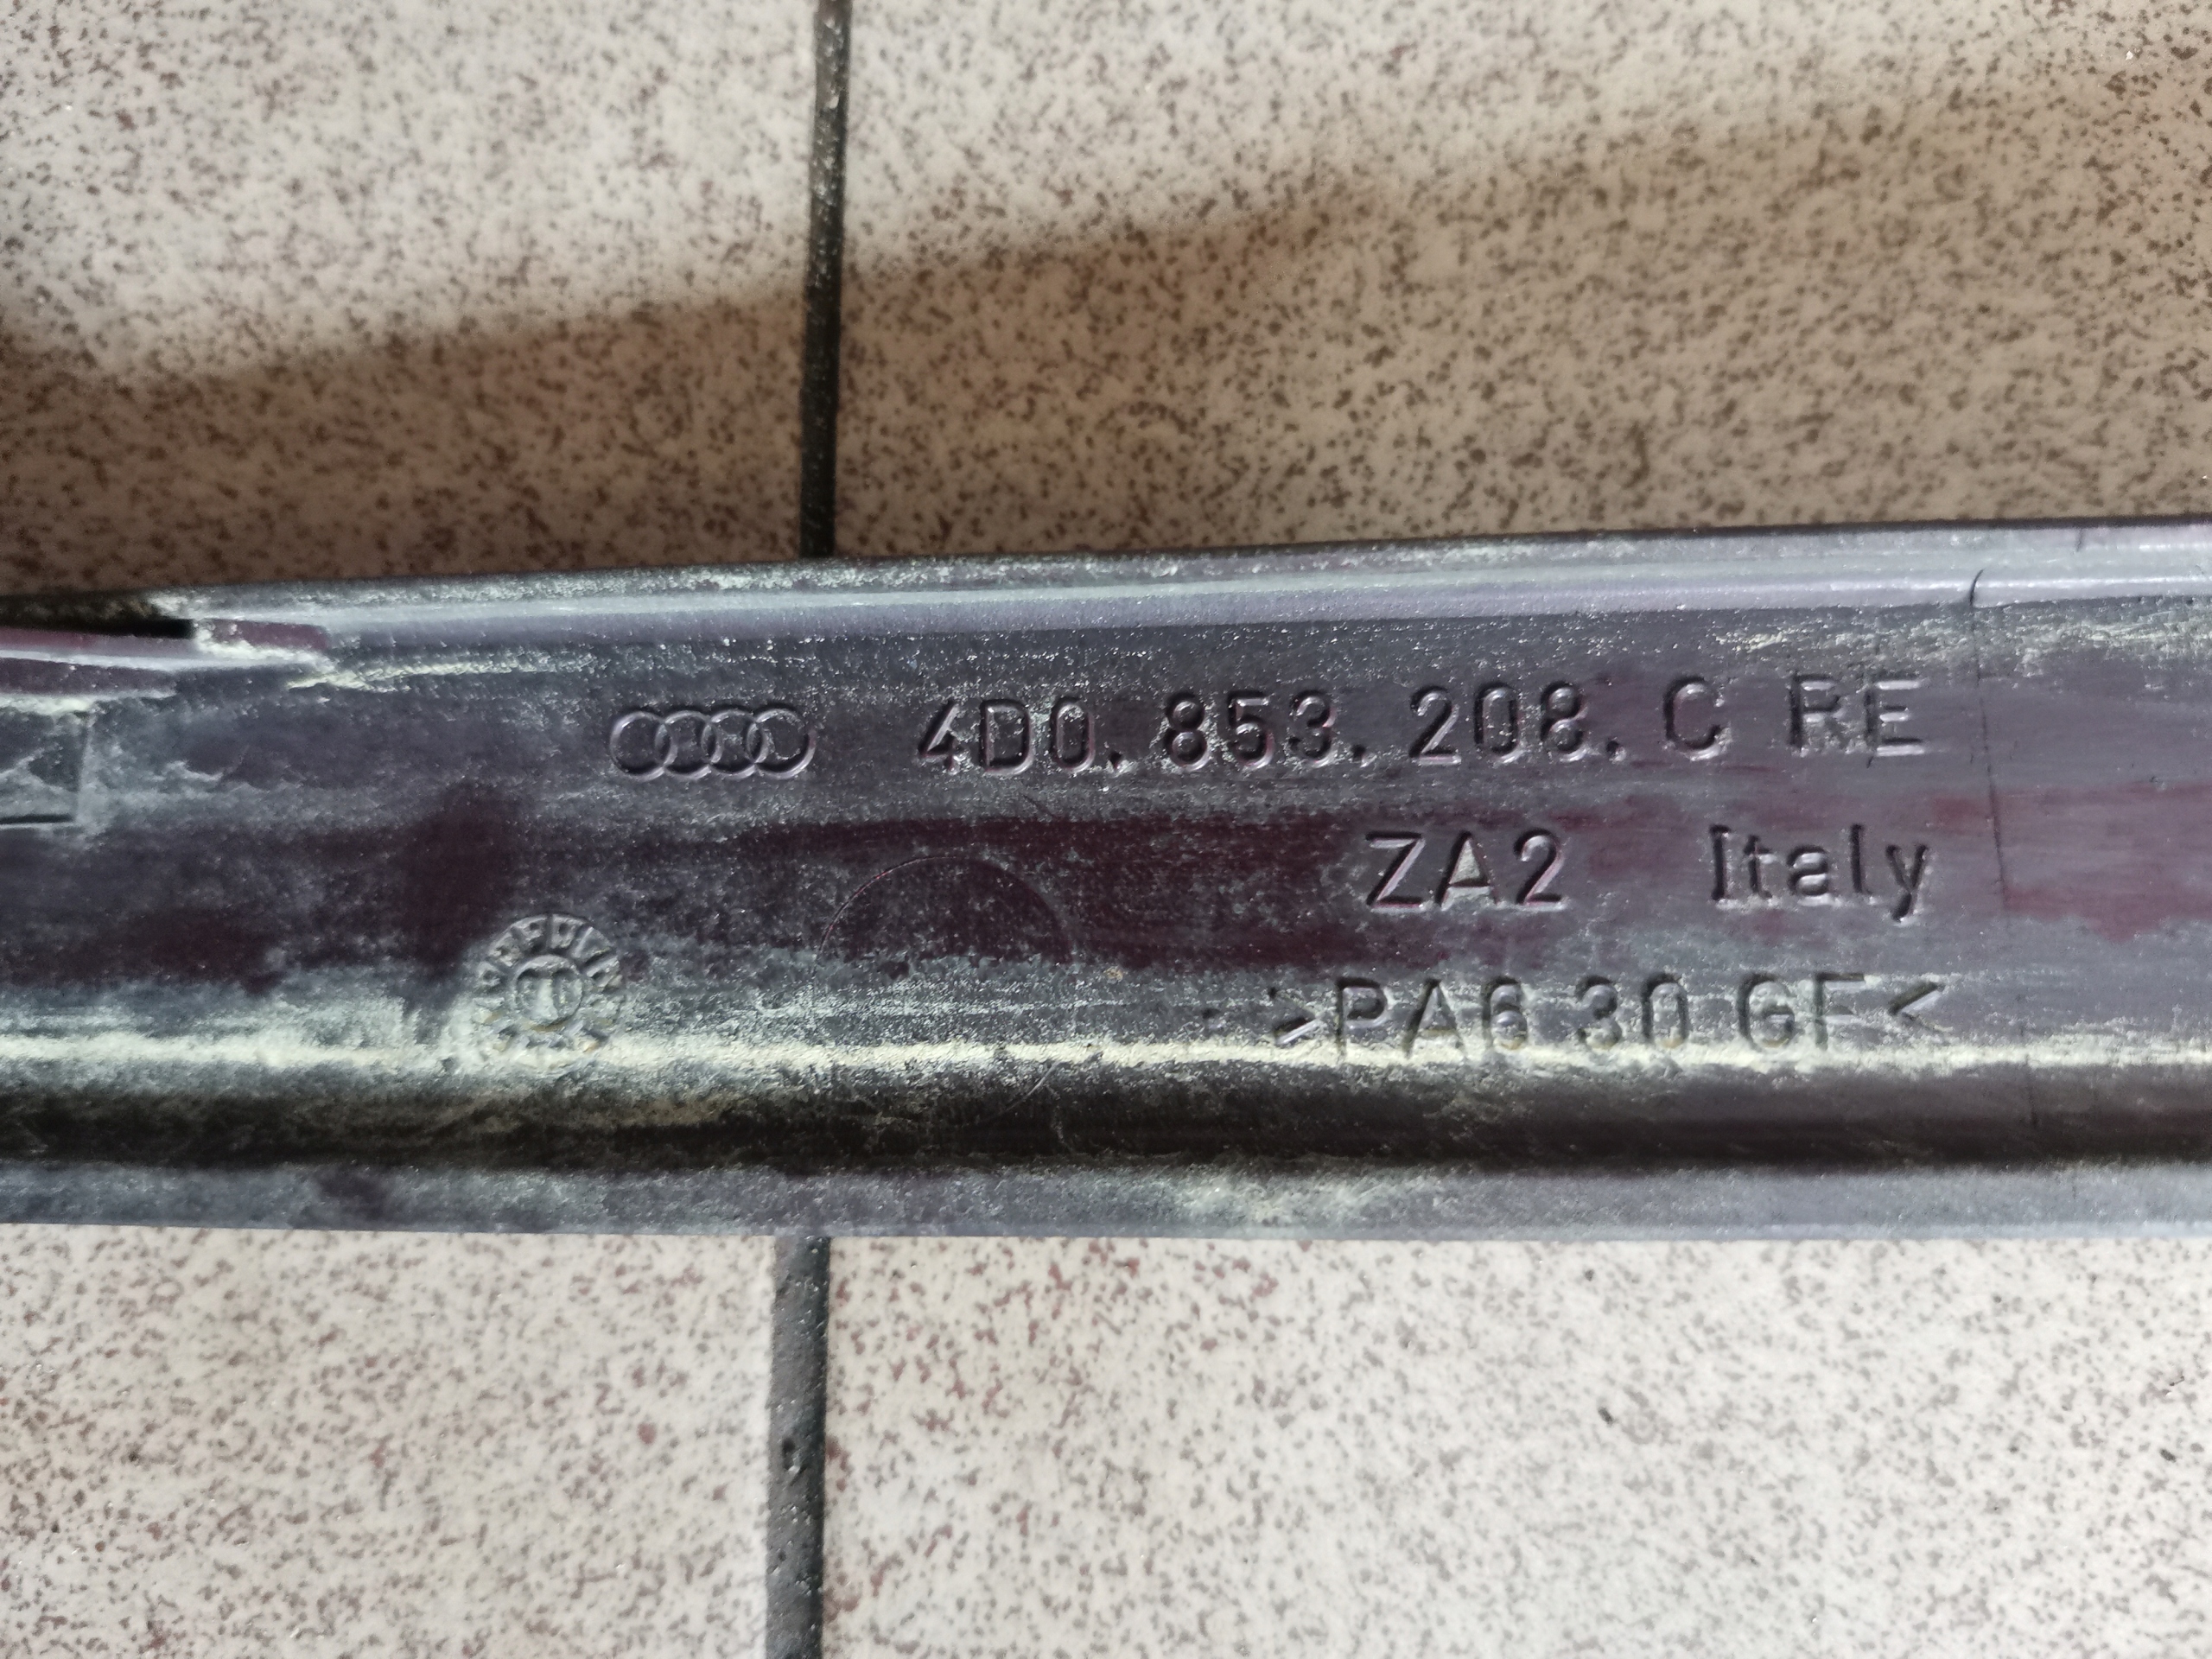 4D0.853.208.C RE
ZA2 Italy
>PA6 30 GF<